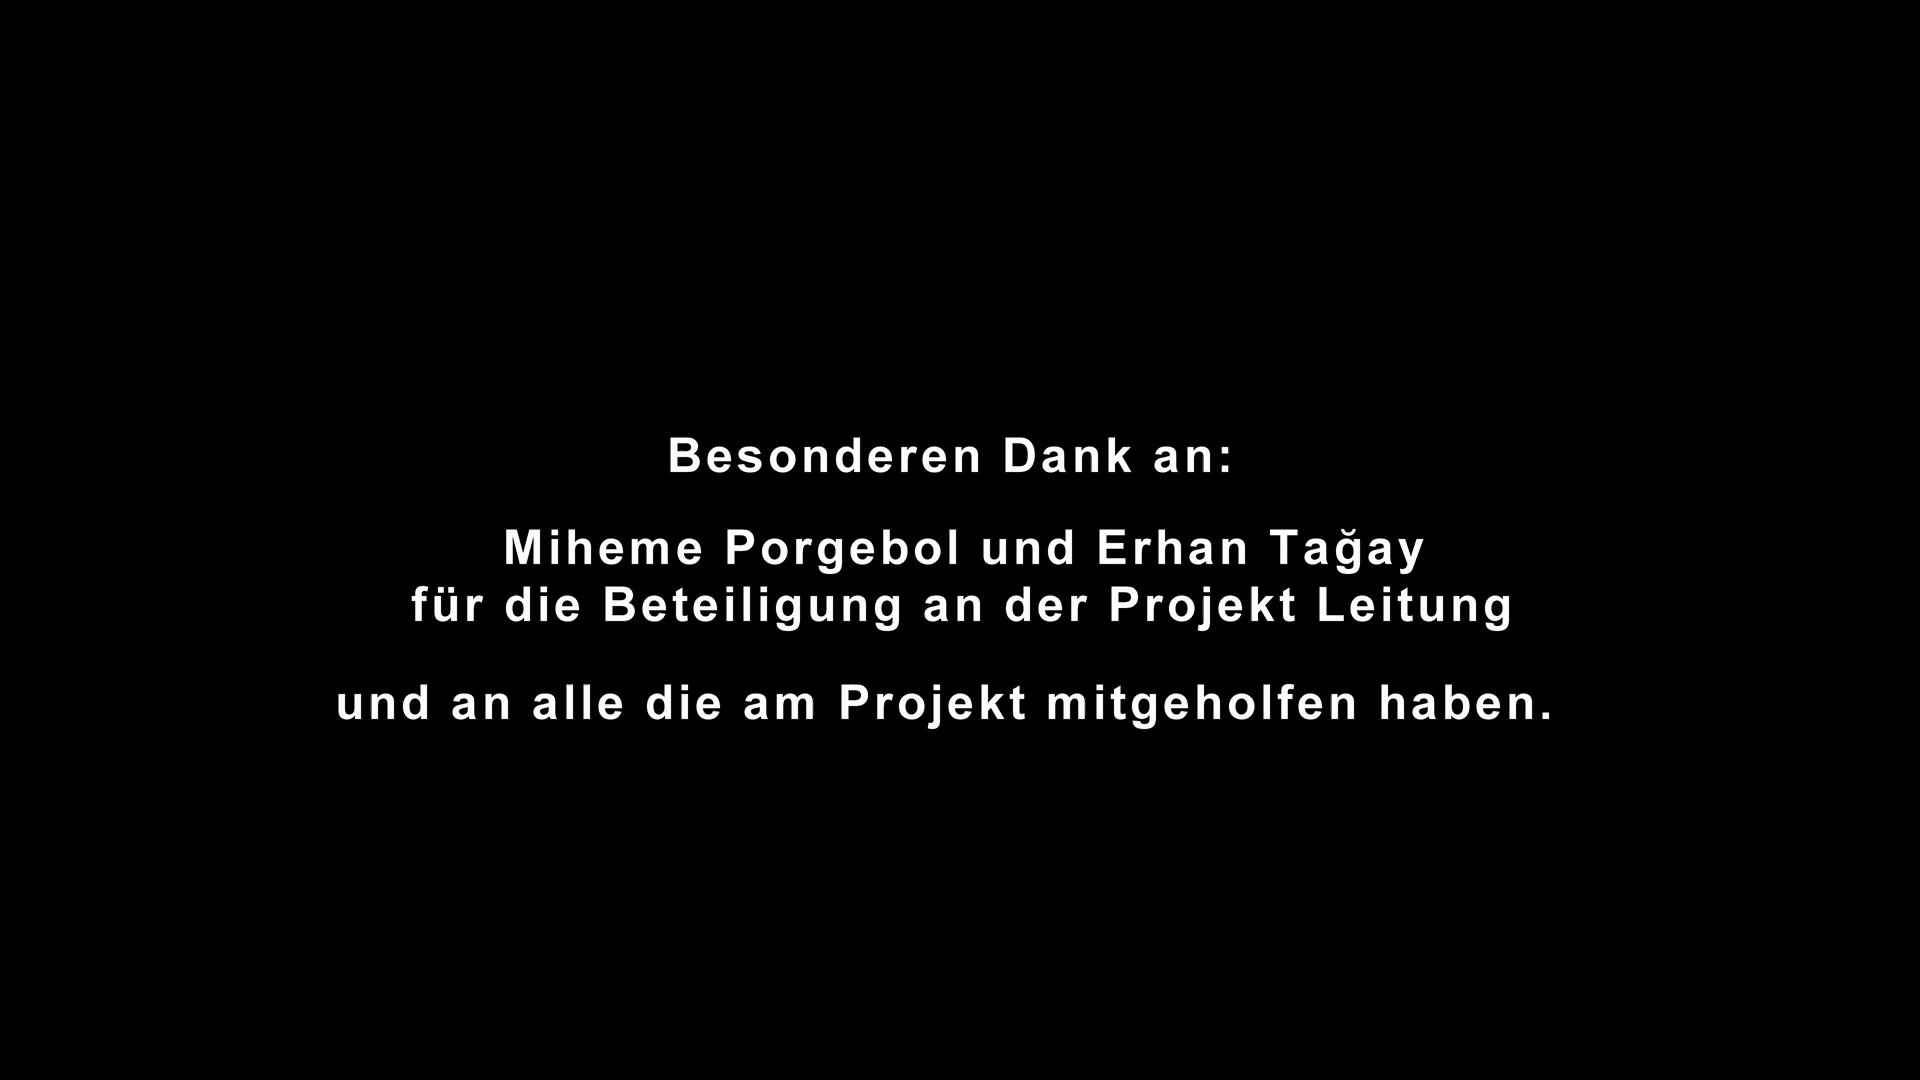 Besonderen Dank an:
Miheme Porgebol und Erhan Tağay
für die Beteiligung an der Projekt Leitung
und an alle die am Projekt mitgeholfen haben.